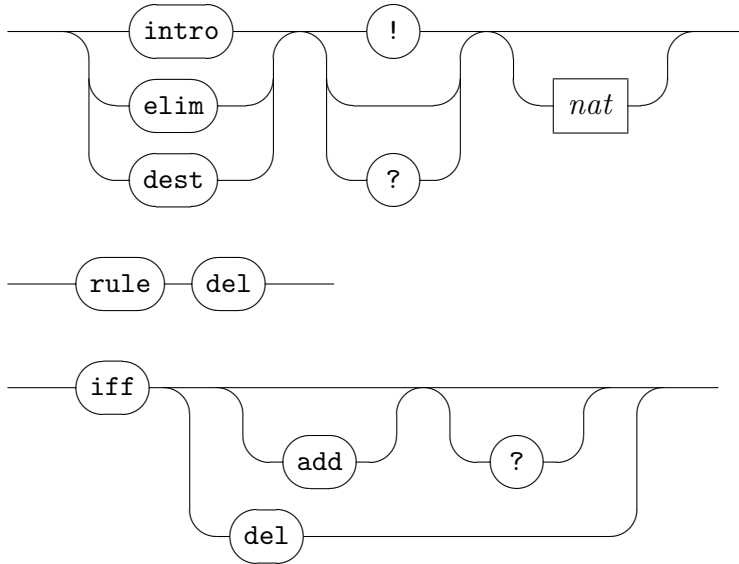 intro !
elim nat
dest ?
rule del
iff
add ?
del